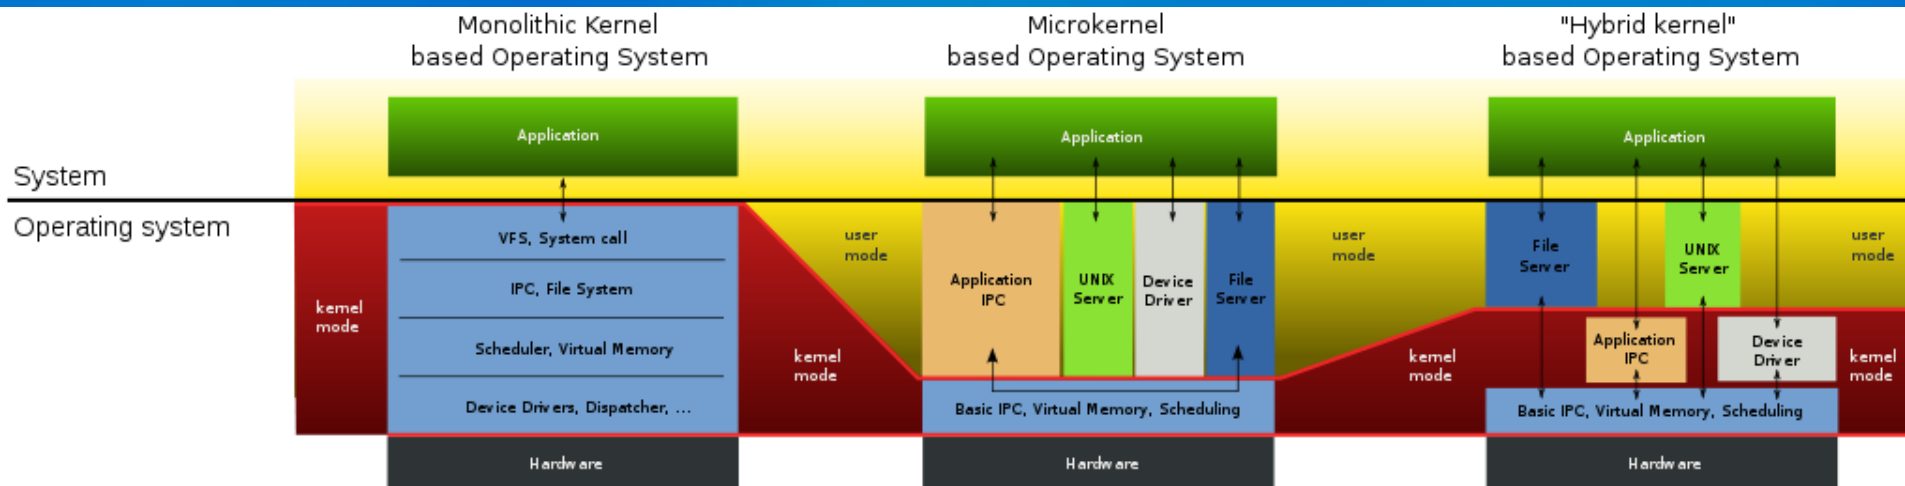 Monolithic Kernel
based Operating System
Microkernel
based Operating System
"Hybrid kernel"
based Operating System
Application
Application
Application
System
Operating system
kernel
mode
VFS, System call
IPC, File System
Scheduler, Virtual Memory
Device Drivers, Dispatcher, ...
Hardware
kernel
mode
user
mode
Application
IPC
UNIX
Server
Device
Driver
File
Server
Basic IPC, Virtual Memory, Scheduling
Hardware
user
mode
kernel
mode
File
Server
UNIX
Server
Application
IPC
Device
Driver
Basic IPC, Virtual Memory, Scheduling
Hardware
user
mode
kernel
mode